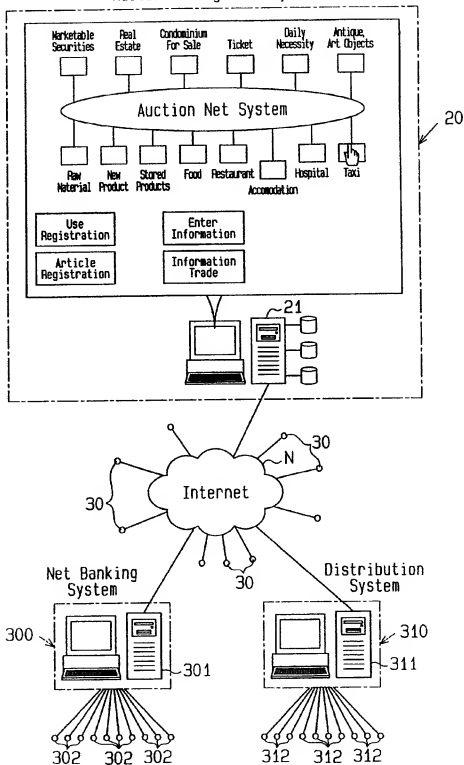 Marketable Securities
Real Estate
Condominium For Sale
Ticket
Daily Necessity
Antique, Art Objects
Auction Net System
20
Raw Material
New Product
Stored Products
Food
Restaurant
Accomodation
Hospital
Taxi
Use Registration
Enter Information
Article Registration
Information Trade
21
30
N
Internet
30
30
Net Banking System
Distribution System
300
301
310
311
302 302 302
312 312 312